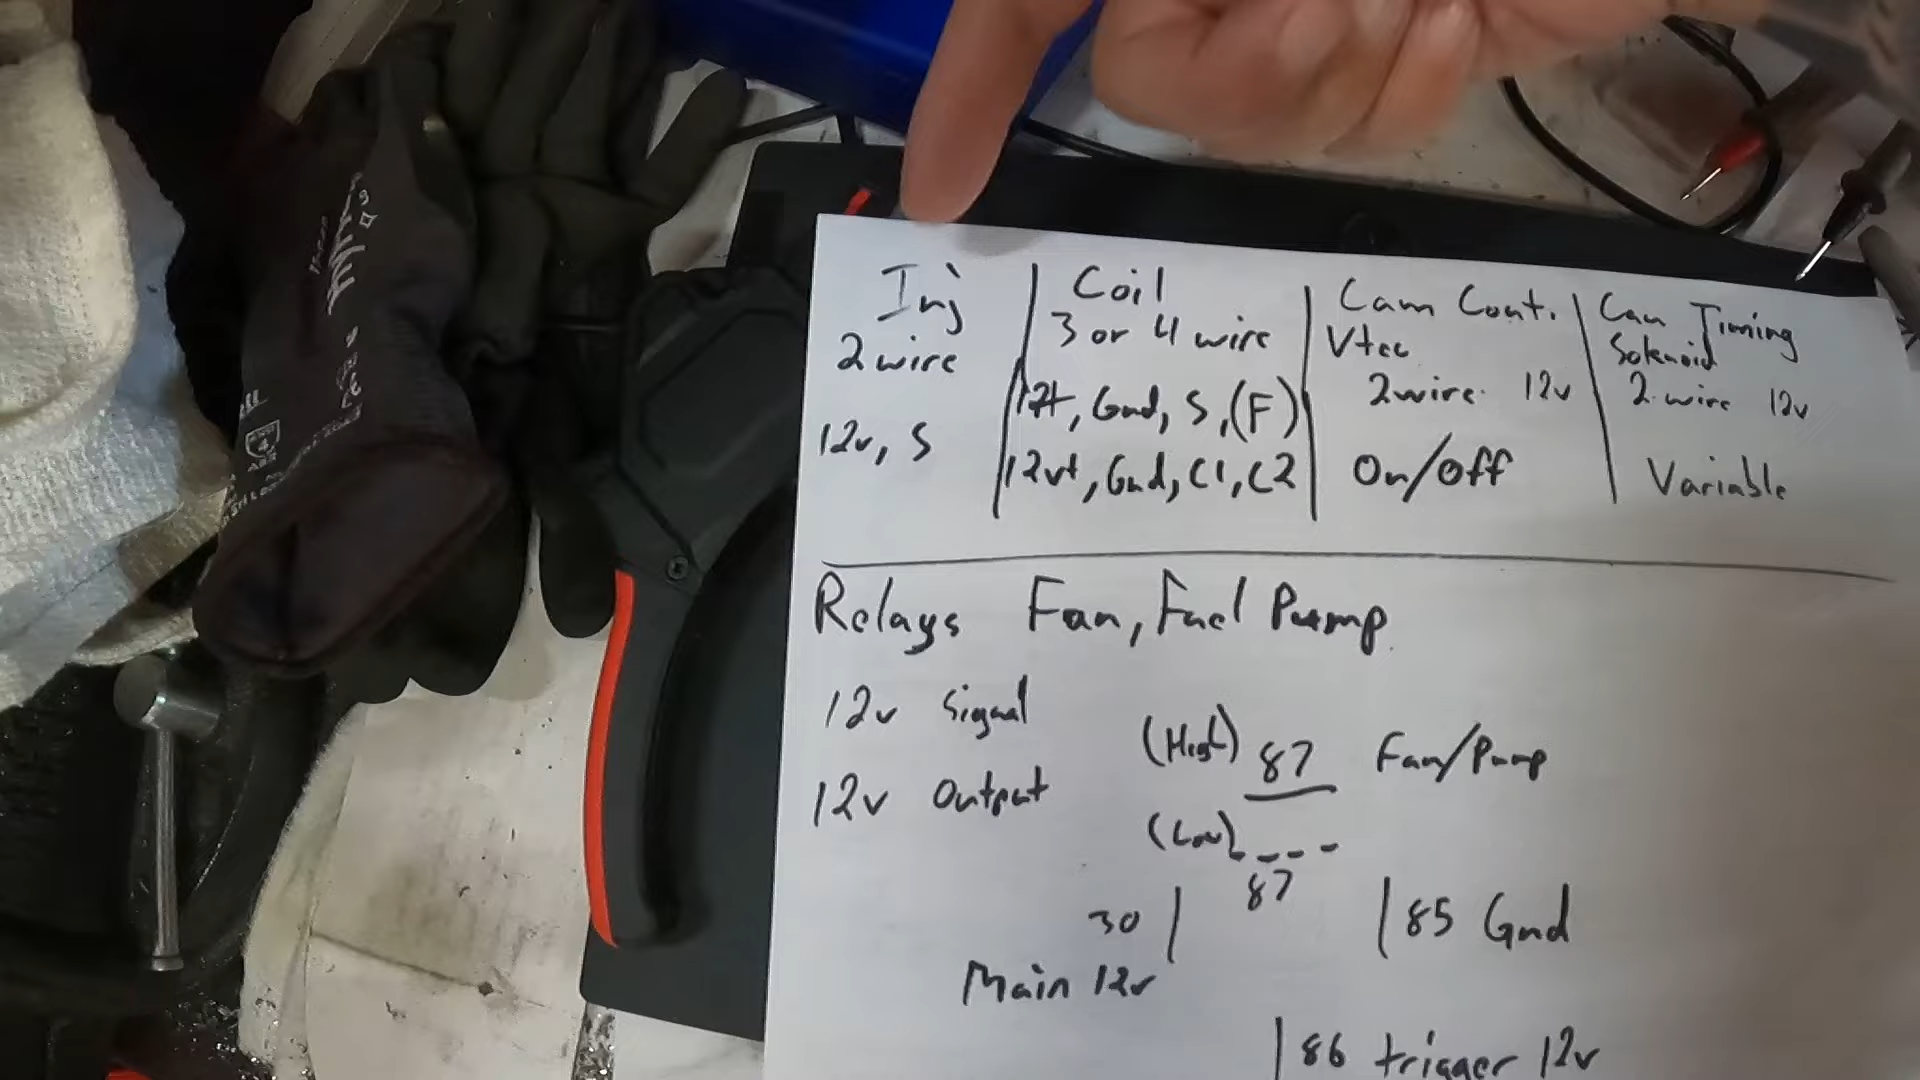 Inj
2 wire
12v, S
Coil
3 or 4 wire
12+, Gnd, S, (F)
12v+, Gnd, C1, C2
Cam Cont.
Vtec
2 wire 12v
On/Off
Cam Timing
Solenoid
2 wire 12v
Variable
Relays Fan, Fuel Pump
12v Signal
12v Output
(High) 87 Fan/Pump
(Low)
87
30
85 Gnd
Main 12v
86 trigger 12v